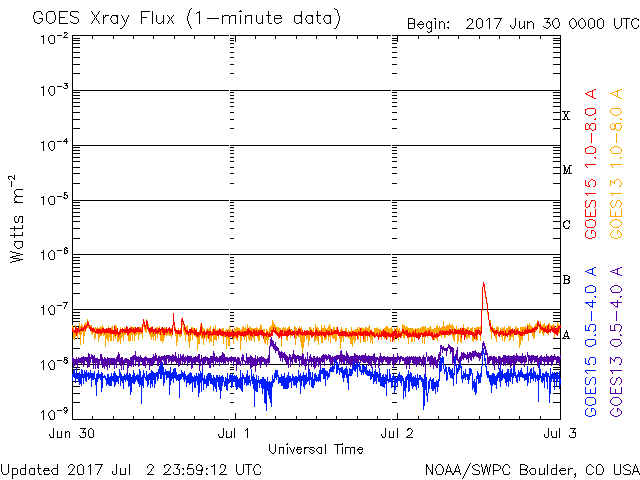 GOES Xray Flux (1-minute data)
Begin: 2017 Jun 30 0000 UTC
10⁻²
10⁻³
10⁻⁴
10⁻⁵
10⁻⁶
10⁻⁷
10⁻⁸
10⁻⁹
Watts m⁻²
X
M
C
B
A
GOES15 1.0-8.0 A
GOES13 1.0-8.0 A
GOES15 0.5-4.0 A
GOES13 0.5-4.0 A
Jun 30 Jul 1 Jul 2 Jul 3
Universal Time
Updated 2017 Jul 2 23:59:12 UTC
NOAA/SWPC Boulder, CO USA